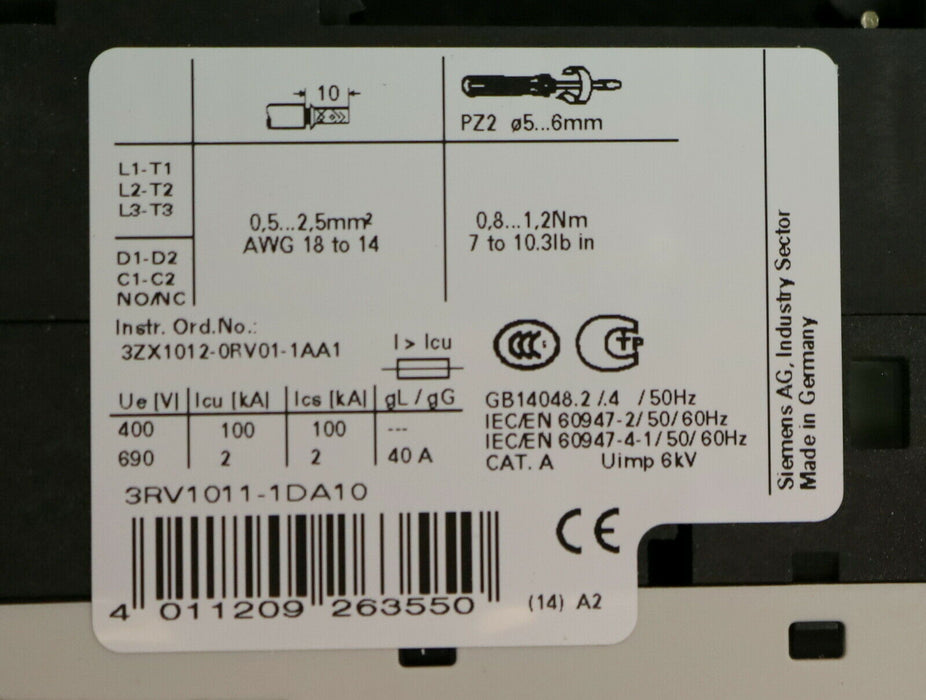 10
PZ2 ø5...6mm
L1-T1
L2-T2
L3-T3
0,5...2,5mm²
AWG 18 to 14
0,8...1,2Nm
7 to 10.3lb in
D1-D2
C1-C2
NO/NC
Instr. Ord.No.:
3ZX1012-0RV01-1AA1
I > Icu
CCC
TP
Ue [V] Icu [kA] Ics [kA] gL / gG
400 100 100 ---
690 2 2 40 A
GB14048.2 /.4 / 50Hz
IEC/EN 60947-2/ 50/ 60Hz
IEC/EN 60947-4-1/ 50/ 60Hz
CAT. A Uimp 6kV
3RV1011-1DA10
4 011209 263550
CE
(14) A2
Siemens AG, Industry Sector
Made in Germany